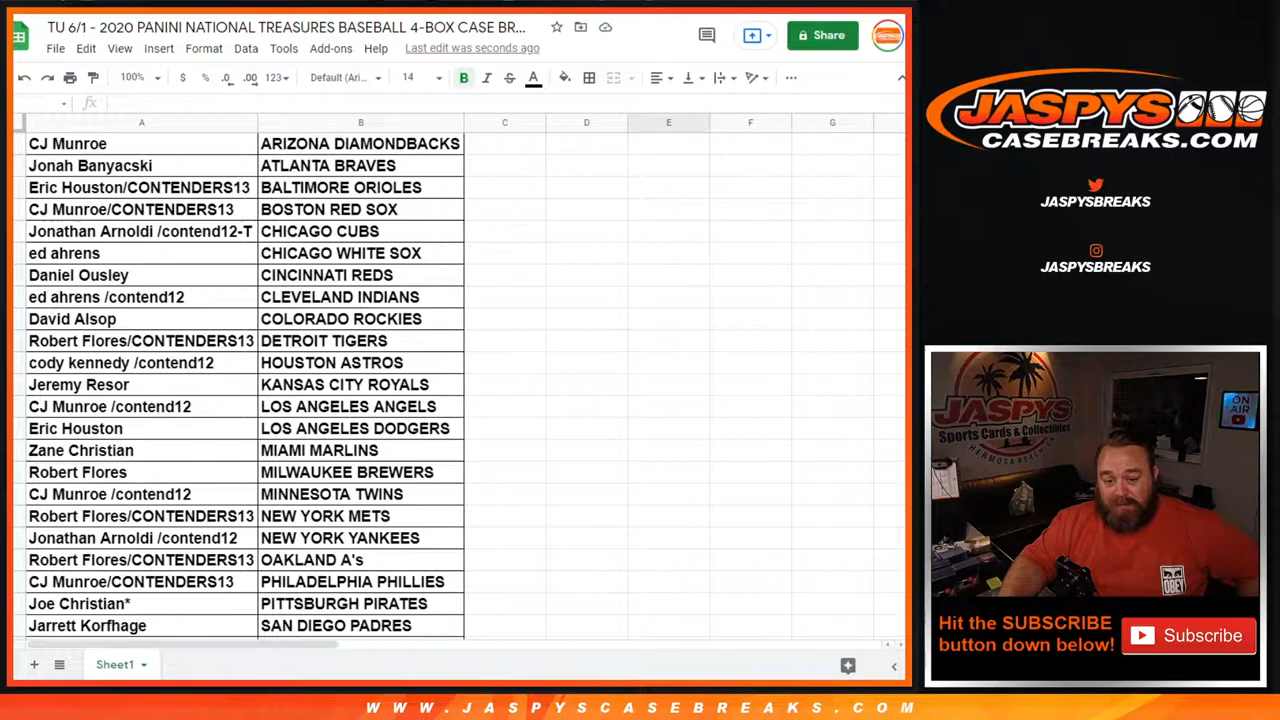 TU 6/1 - 2020 PANINI NATIONAL TREASURES BASEBALL 4-BOX CASE BR...
File Edit View Insert Format Data Tools Add-ons Help Last edit was seconds ago
Share
100% $ % .0 .00 123 Default (Ari... 14 B I S A
fx
A B C D E F G
CJ Munroe ARIZONA DIAMONDBACKS
Jonah Banyacski ATLANTA BRAVES
Eric Houston/CONTENDERS13 BALTIMORE ORIOLES
CJ Munroe/CONTENDERS13 BOSTON RED SOX
Jonathan Arnoldi /contend12-T CHICAGO CUBS
ed ahrens CHICAGO WHITE SOX
Daniel Ousley CINCINNATI REDS
ed ahrens /contend12 CLEVELAND INDIANS
David Alsop COLORADO ROCKIES
Robert Flores/CONTENDERS13 DETROIT TIGERS
cody kennedy /contend12 HOUSTON ASTROS
Jeremy Resor KANSAS CITY ROYALS
CJ Munroe /contend12 LOS ANGELES ANGELS
Eric Houston LOS ANGELES DODGERS
Zane Christian MIAMI MARLINS
Robert Flores MILWAUKEE BREWERS
CJ Munroe /contend12 MINNESOTA TWINS
Robert Flores/CONTENDERS13 NEW YORK METS
Jonathan Arnoldi /contend12 NEW YORK YANKEES
Robert Flores/CONTENDERS13 OAKLAND A's
CJ Munroe/CONTENDERS13 PHILADELPHIA PHILLIES
Joe Christian* PITTSBURGH PIRATES
Jarrett Korfhage SAN DIEGO PADRES
Sheet1
JASPYS
CASEBREAKS.COM
JASPYSBREAKS
JASPYSBREAKS
JASPYS
Sports Cards & Collectibles
HERMOSA BEACH CA
ON AIR
OBEY
Hit the SUBSCRIBE
button down below!
Subscribe
WWW.JASPYSCASEBREAKS.COM